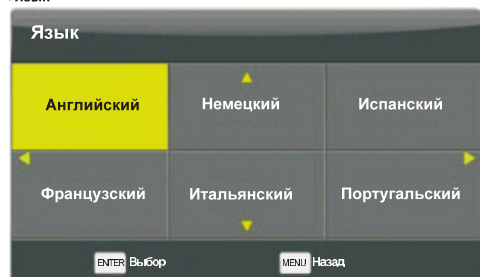 Язык
Английский Немецкий Испанский
Французский Итальянский Португальский
ENTER Выбор MENU Назад